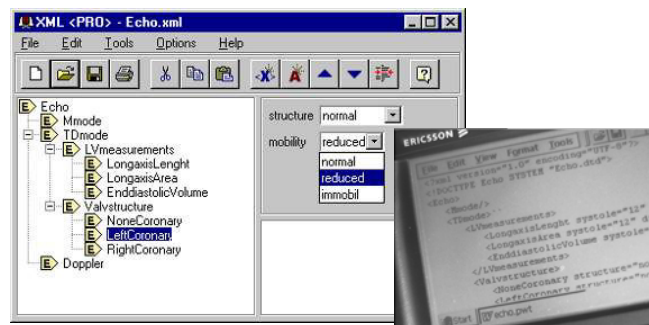 XML <PRO> - Echo.xml
File Edit Tools Options Help
Echo
Mmode
TDmode
LVmeasurements
LongaxisLenght
LongaxisArea
EnddiastolicVolume
Valvstructure
NoneCoronary
LeftCoronary
RightCoronary
Doppler
structure normal
mobility reduced
normal
reduced
immobil
ERICSSON
File Edit View Format Tools
<?xml version="1.0" encoding="UTF-8"?>
<!DOCTYPE Echo SYSTEM "Echo.dtd">
<Echo>
<Mmode/>
<TDmode>
<LVmeasurements>
<LongaxisLenght systole="12" d
<LongaxisArea systole="12" d
<EnddiastolicVolume systole=
</LVmeasurements>
<Valvstructure>
<NoneCoronary structure="no
<LeftCoronary structure="no
Start echo.pwt